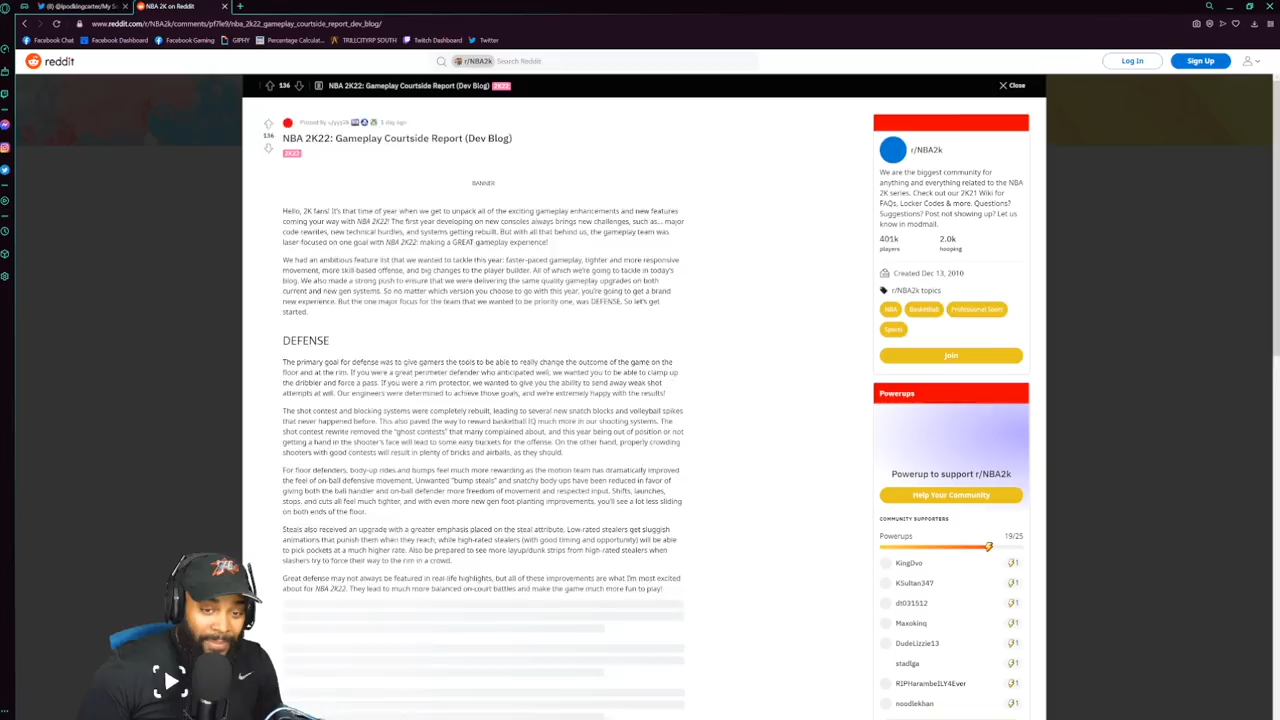 (3) @ipodkingcarter/My S
NBA 2K on Reddit
www.reddit.com/r/NBA2k/comments/pf7le9/nba_2k22_gameplay_courtside_report_dev_blog/
Facebook Chat Facebook Dashboard Facebook Gaming GIPHY Percentage Calculat... TRILLCITYRP SOUTH Twitch Dashboard Twitter
reddit r/NBA2k Search Reddit Log In Sign Up
136 NBA 2K22: Gameplay Courtside Report (Dev Blog) 2K22 Close
Posted by 1 day ago
136
NBA 2K22: Gameplay Courtside Report (Dev Blog)
2K22
BANNER
Hello, 2K fans! It's that time of year when we get to unpack all of the exciting gameplay enhancements and new features
coming your way with NBA 2K22! The first year developing on new consoles always brings new challenges, such as... major
code rewrites, new technical hurdles, and systems getting rebuilt. But with all that behind us, the gameplay team was
laser-focused on one goal with NBA 2K22: making a GREAT gameplay experience!
We had an ambitious feature list that we wanted to tackle this year: faster-paced gameplay, tighter and more responsive
movement, more skill-based offense, and big changes to the player builder. All of which we're going to tackle in today's
blog. We also made a strong push to ensure that we were delivering the same quality gameplay upgrades on both
current and new gen systems. So no matter which version you choose to go with this year, you're going to get a brand
new experience. But the one major focus for the team that we wanted to be priority one, was DEFENSE. So let's get
started.
DEFENSE
The primary goal for defense was to give gamers the tools to be able to really change the outcome of the game on the
floor and at the rim. If you were a great perimeter defender who anticipated well, we wanted you to be able to clamp up
the dribbler and force a pass. If you were a rim protector, we wanted to give you the ability to send away weak shot
attempts at will. Our engineers were determined to achieve those goals, and we're extremely happy with the results!
The shot contest and blocking systems were completely rebuilt, leading to several new snatch blocks and volleyball spikes
that never happened before. This also paved the way to reward basketball IQ much more in our shooting systems. The
shot contest rewrite removed the "ghost contests" that many complained about, and this year being out of position or not
getting a hand in the shooter's face will lead to some easy buckets for the offense. On the other hand, properly crowding
shooters with good contests will result in plenty of bricks and airballs, as they should.
For floor defenders, body-up rides and bumps feel much more rewarding as the motion team has dramatically improved
the feel of on-ball defensive movement. Unwanted "bump steals" and snatchy body ups have been reduced in favor of
giving both the ball handler and on-ball defender more freedom of movement and respected input. Shifts, launches,
stops, and cuts all feel much tighter, and with even more new gen foot-planting improvements, you'll see a lot less sliding
on both ends of the floor.
Steals also received an upgrade with a greater emphasis placed on the steal attribute. Low-rated stealers get sluggish
animations that punish them when they reach, while high-rated stealers (with good timing and opportunity) will be able
to pick pockets at a much higher rate. Also be prepared to see more layup/dunk strips from high-rated stealers when
slashers try to force their way to the rim in a crowd.
Great defense may not always be featured in real-life highlights, but all of these improvements are what I'm most excited
about for NBA 2K22. They lead to much more balanced on-court battles and make the game much more fun to play!
r/NBA2k
We are the biggest community for
anything and everything related to the NBA
2K series. Check out our 2K21 Wiki for
FAQs, Locker Codes & more. Questions?
Suggestions? Post not showing up? Let us
know in modmail.
401k 2.0k
players hooping
Created Dec 13, 2010
r/NBA2k topics
NBA Basketball Professional Sport
Sports
Join
Powerups
Powerup to support r/NBA2k
Help Your Community
COMMUNITY SUPPORTERS
Powerups 19/25
KingDvo 1
KSultan347 1
dt031512 1
Maxokinq 1
DudeLizzie13 1
stadlga 1
RIPHarambeILY4Ever 1
noodlekhan 1